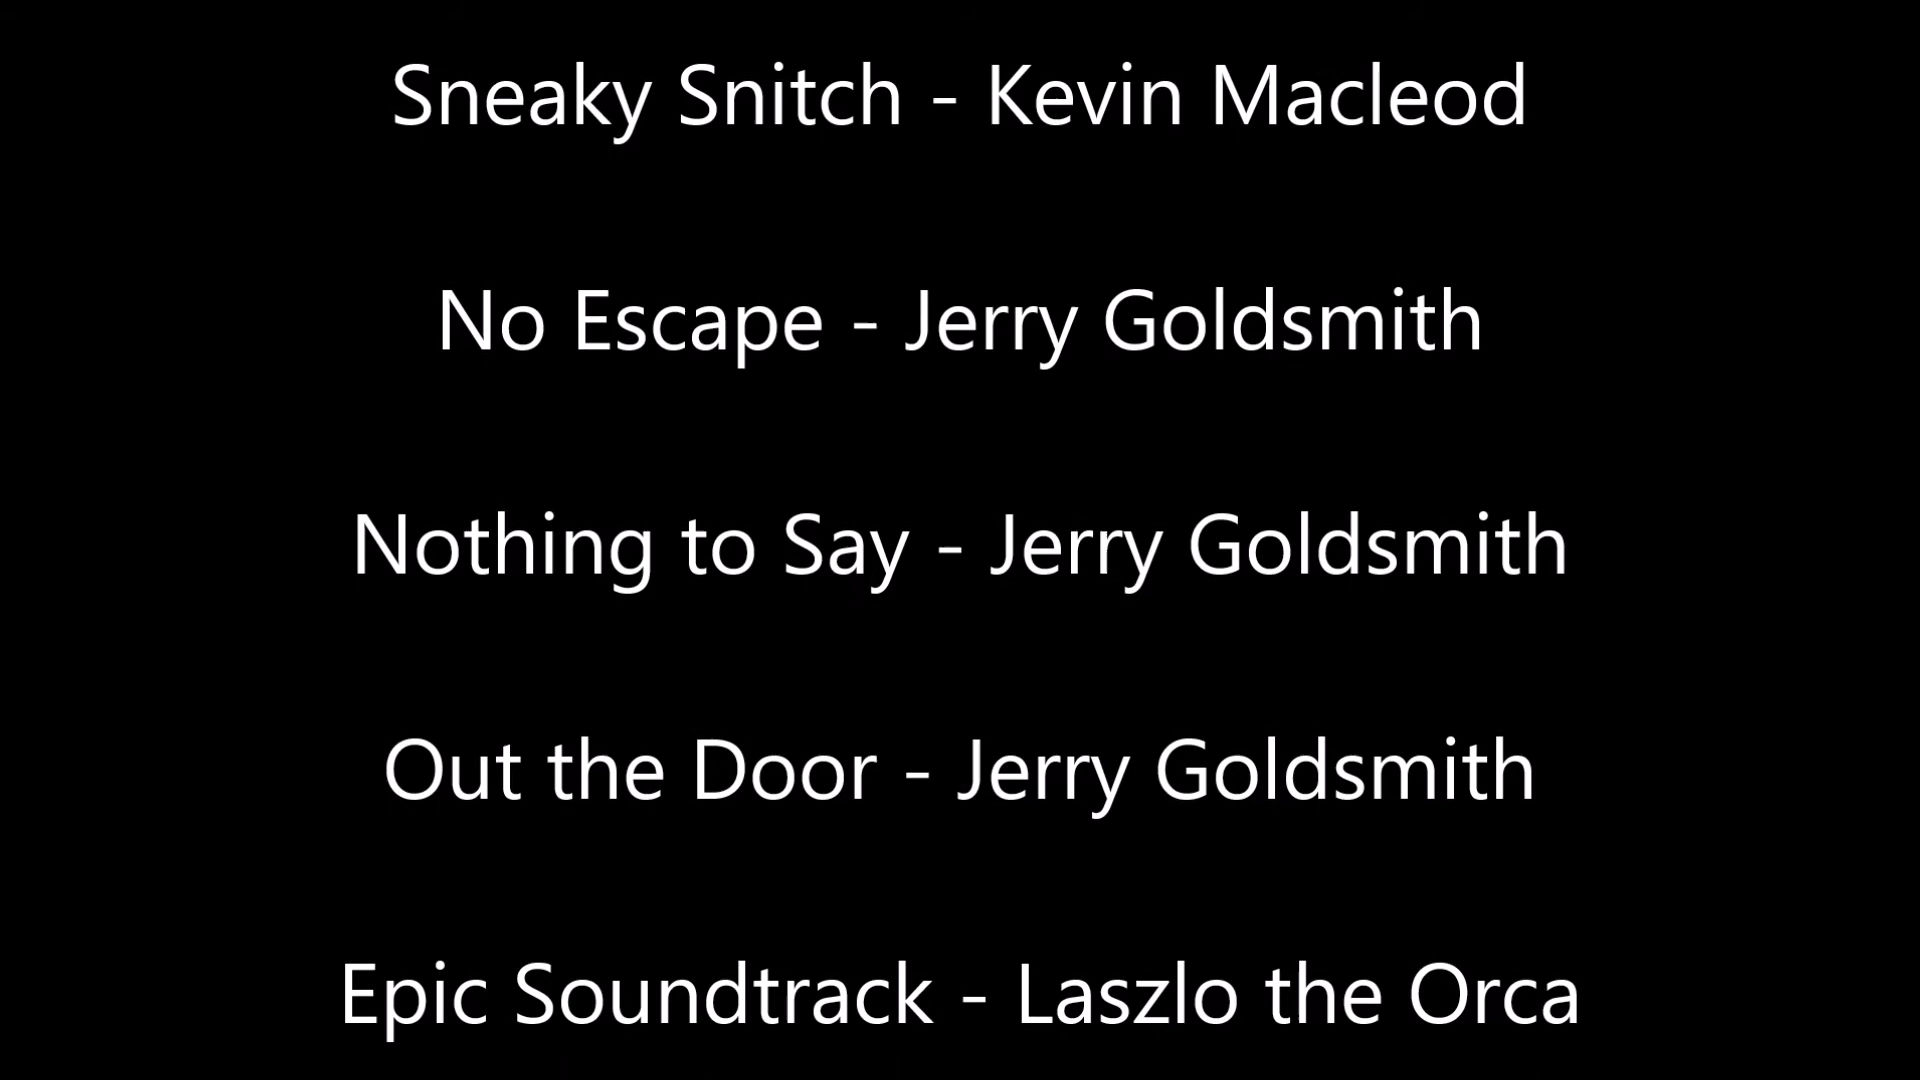 Sneaky Snitch - Kevin Macleod
No Escape - Jerry Goldsmith
Nothing to Say - Jerry Goldsmith
Out the Door - Jerry Goldsmith
Epic Soundtrack - Laszlo the Orca